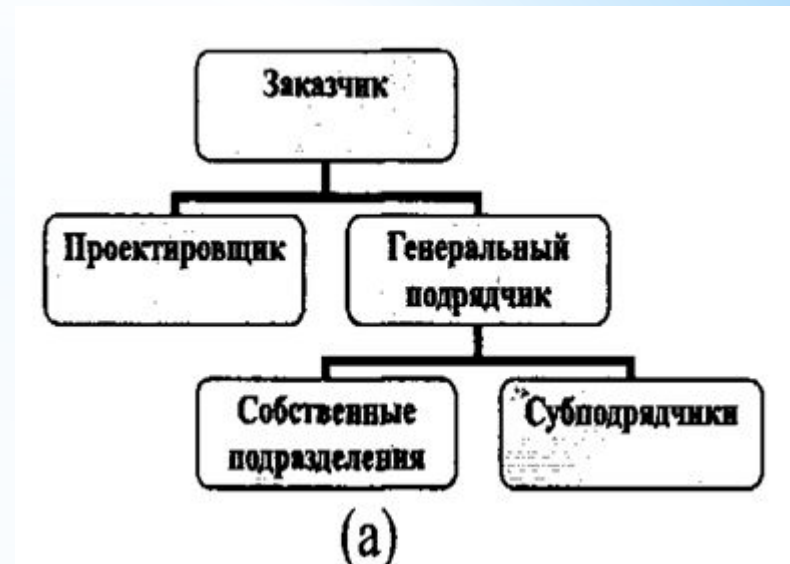 Заказчик
Проектировщик
Генеральный
подрядчик
Собственные
подразделения
Субподрядчики
(а)